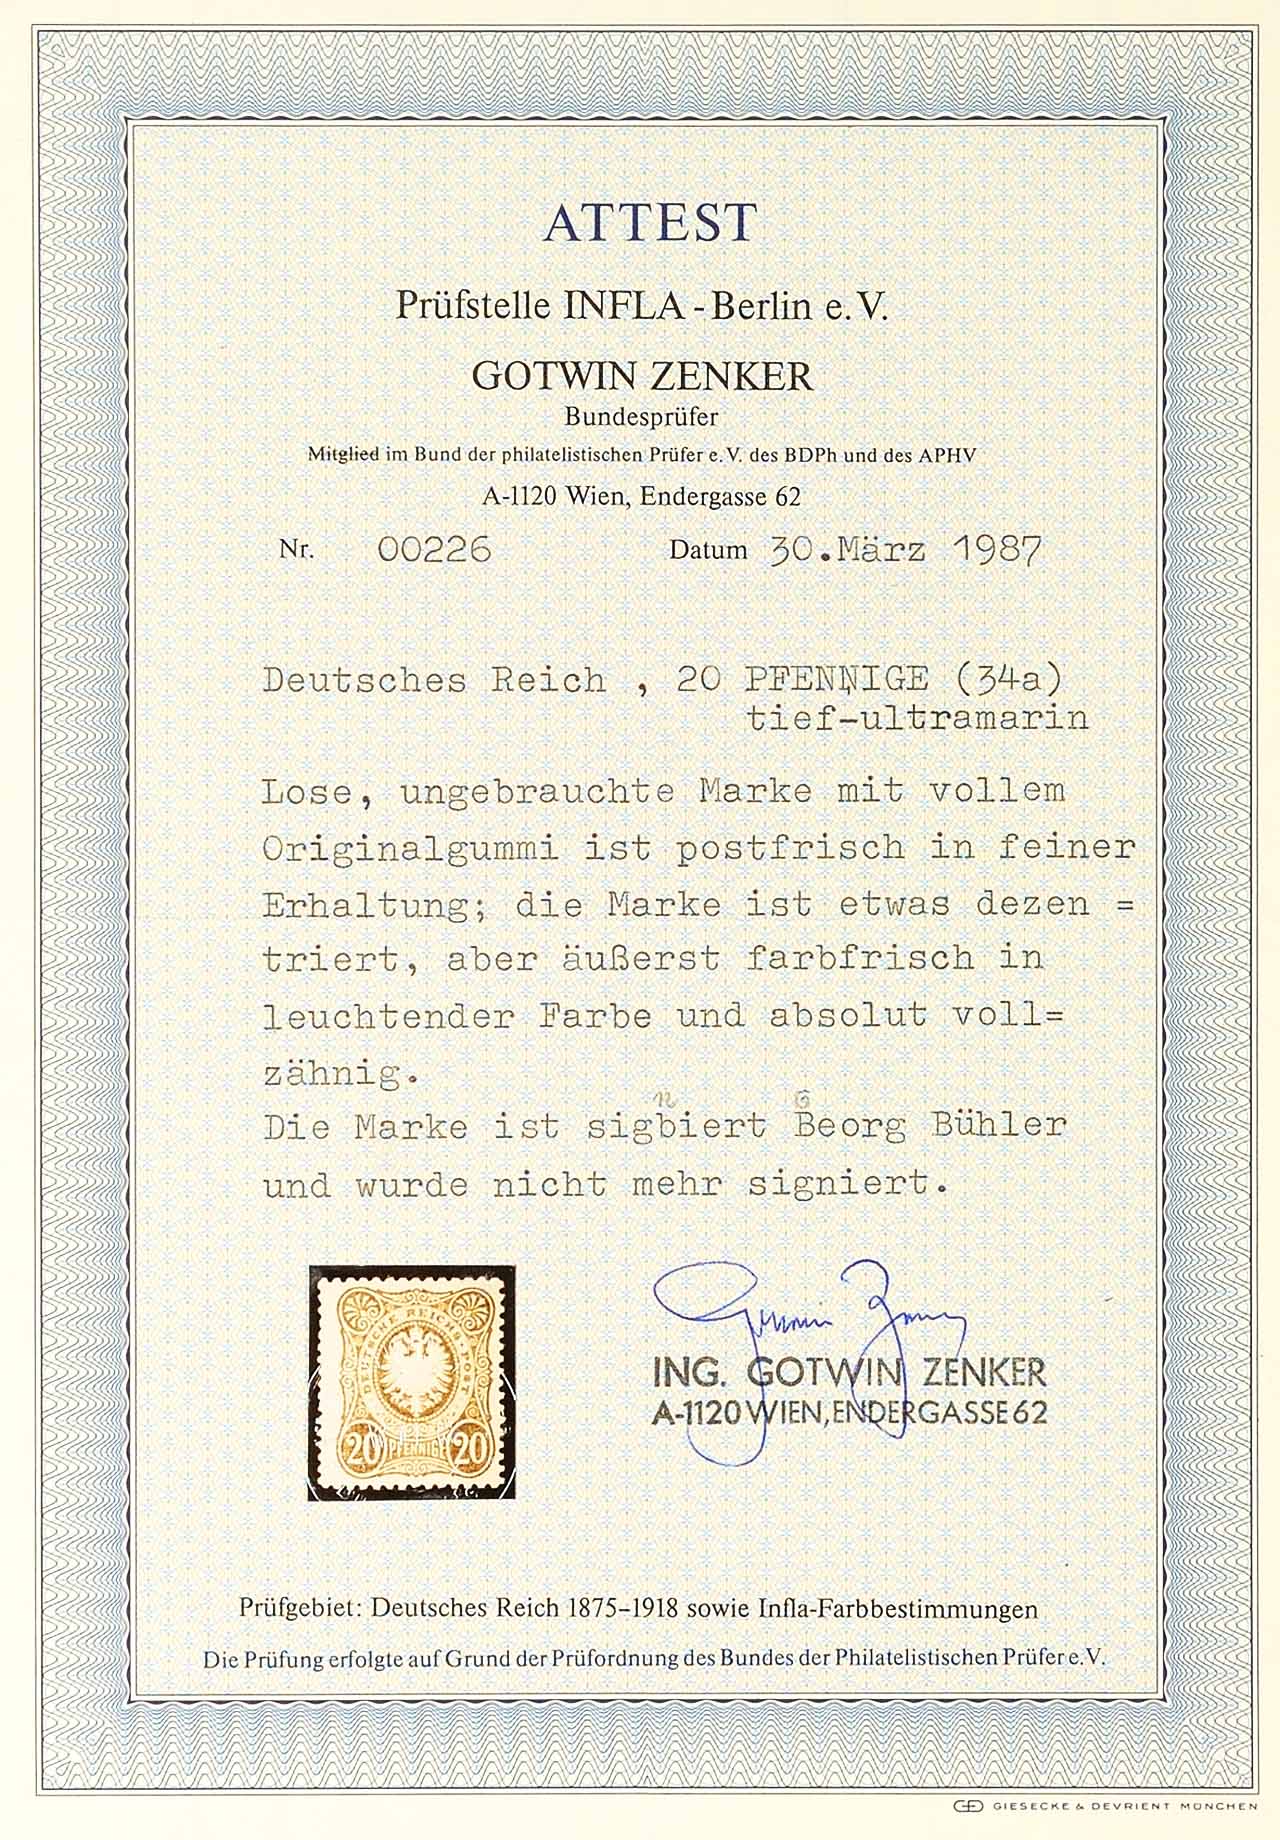 ATTEST
Prüfstelle INFLA - Berlin e. V.
GOTWIN ZENKER
Bundesprüfer
Mitglied im Bund der philatelistischen Prüfer e. V. des BDPh und des APHV
A-1120 Wien, Endergasse 62
Nr. 00226 Datum 30.März 1987
Deutsches Reich , 20 PFENNIGE (34a)
tief-ultramarin
Lose, ungebrauchte Marke mit vollem
Originalgummi ist postfrisch in feiner
Erhaltung; die Marke ist etwas dezen =
triert, aber äußerst farbfrisch in
leuchtender Farbe und absolut voll=
zähnig.
n G
Die Marke ist sigbiert Beorg Bühler
und wurde nicht mehr signiert.
DEUTSCHE REICHS-POST
20 PFENNIGE 20
Gotwin Zenker
ING. GOTWIN ZENKER
A-1120 WIEN, ENDERGASSE 62
Prüfgebiet: Deutsches Reich 1875–1918 sowie Infla-Farbbestimmungen
Die Prüfung erfolgte auf Grund der Prüfordnung des Bundes der Philatelistischen Prüfer e. V.
GIESECKE & DEVRIENT MÜNCHEN